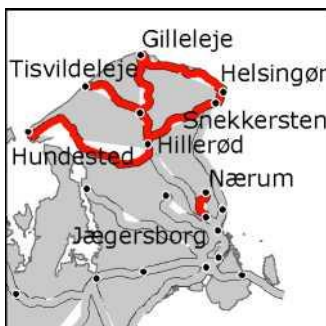 Gilleleje
Tisvildeleje
Helsingør
Snekkersten
Hundested
Hillerød
Nærum
Jægersborg